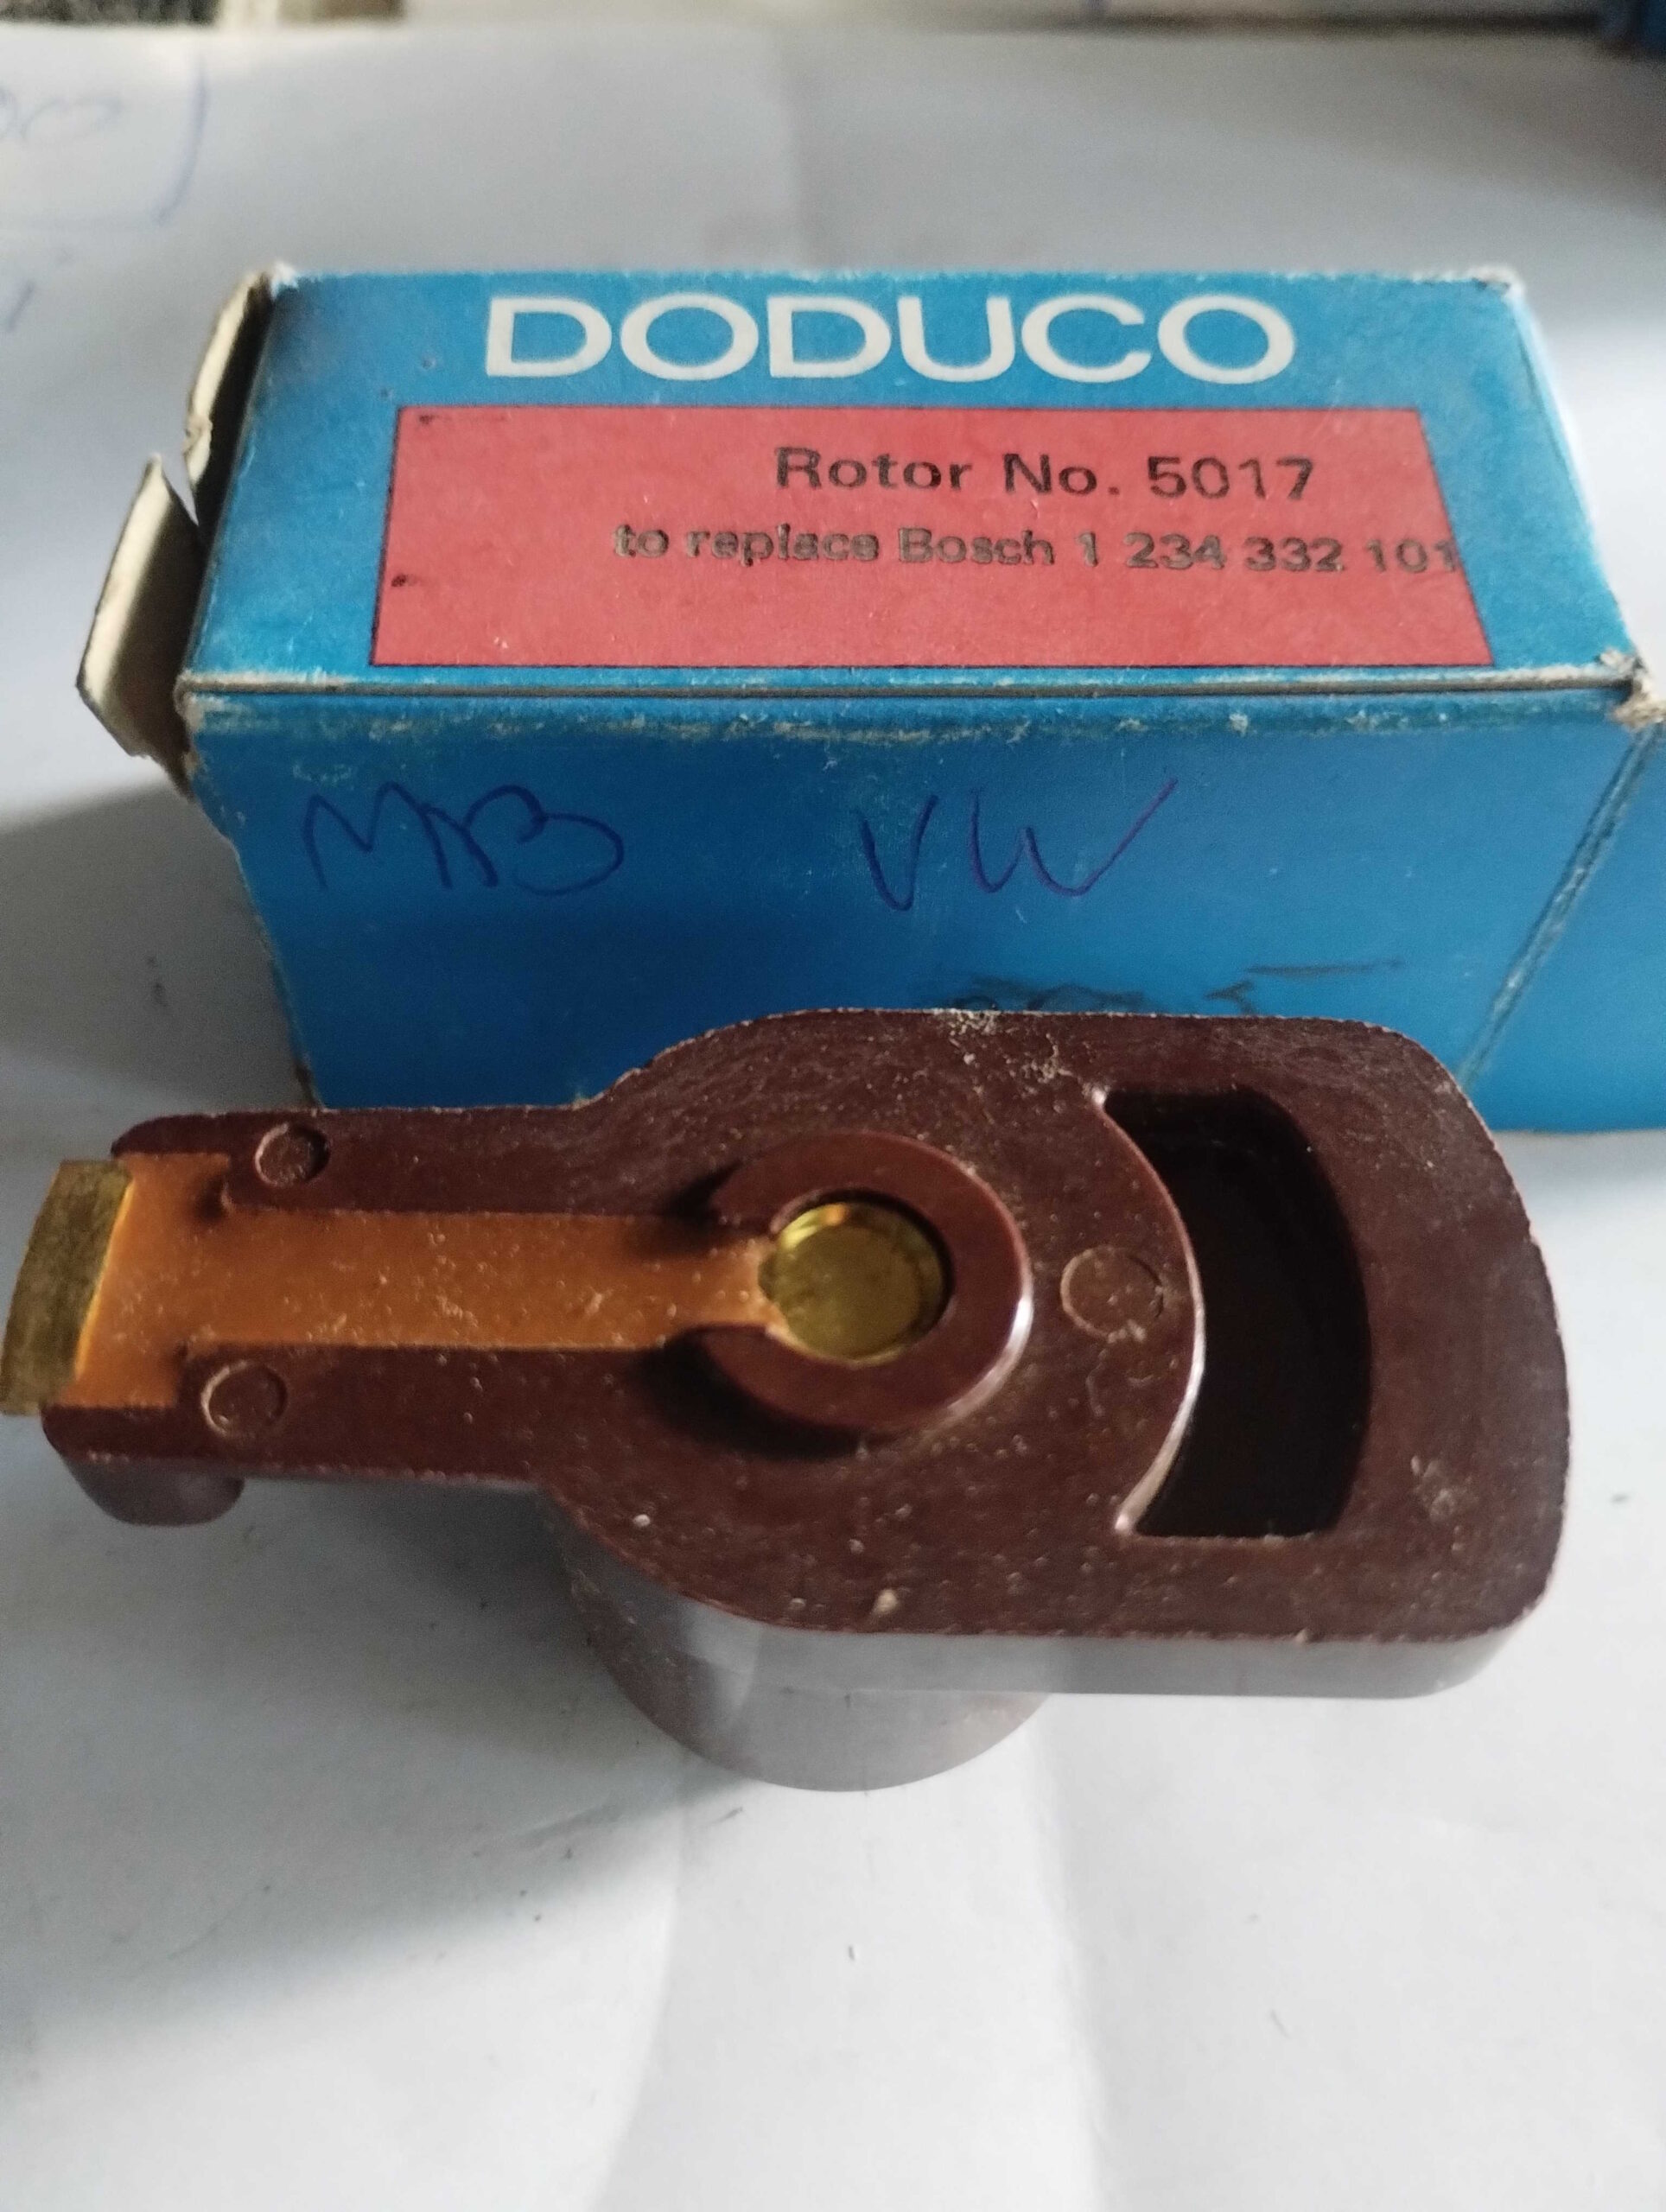 DODUCO
Rotor No. 5017
to replace Bosch 1 234 332 101
MB VW